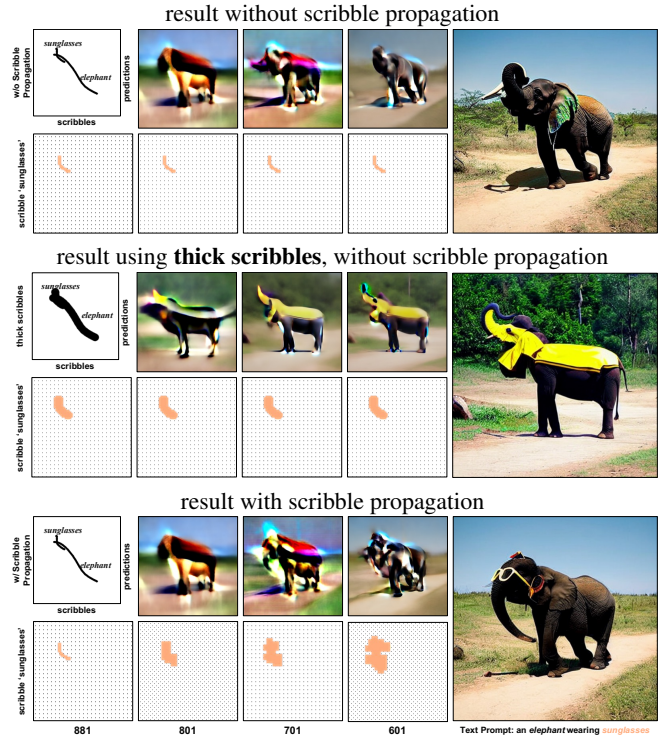 result without scribble propagation
w/o Scribble
Propagation
sunglasses
elephant
scribbles
predictions
scribble 'sunglasses'
result using thick scribbles, without scribble propagation
thick scribbles
sunglasses
elephant
scribbles
predictions
scribble 'sunglasses'
result with scribble propagation
w/ Scribble
Propagation
sunglasses
elephant
scribbles
predictions
scribble 'sunglasses'
881
801
701
601
Text Prompt: an elephant wearing sunglasses